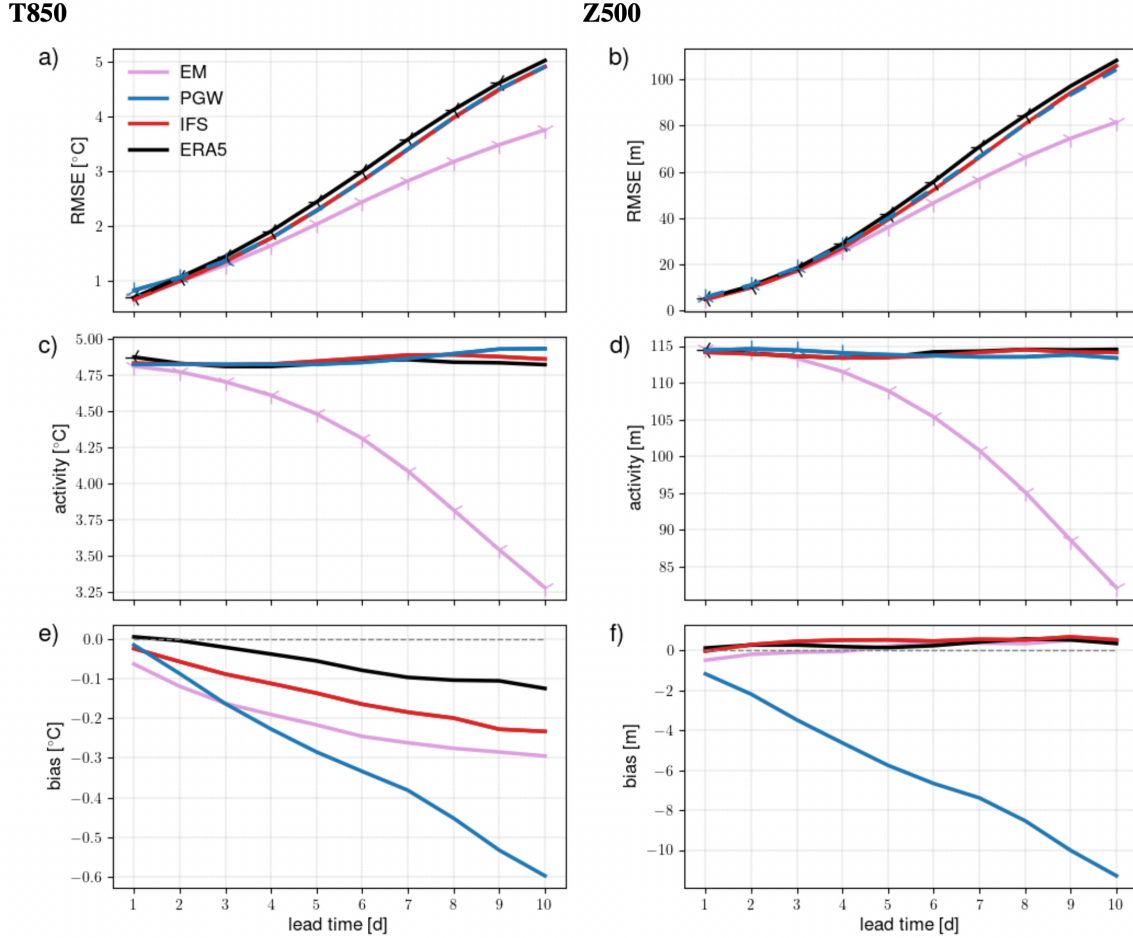 T850
Z500
a)
EM
PGW
IFS
ERA5
RMSE [°C]
5
4
3
2
1
b)
RMSE [m]
100
80
60
40
20
0
c)
activity [°C]
5.00
4.75
4.50
4.25
4.00
3.75
3.50
3.25
d)
activity [m]
115
110
105
100
95
90
85
e)
bias [°C]
0.0
−0.1
−0.2
−0.3
−0.4
−0.5
−0.6
1 2 3 4 5 6 7 8 9 10
lead time [d]
f)
bias [m]
0
−2
−4
−6
−8
−10
1 2 3 4 5 6 7 8 9 10
lead time [d]